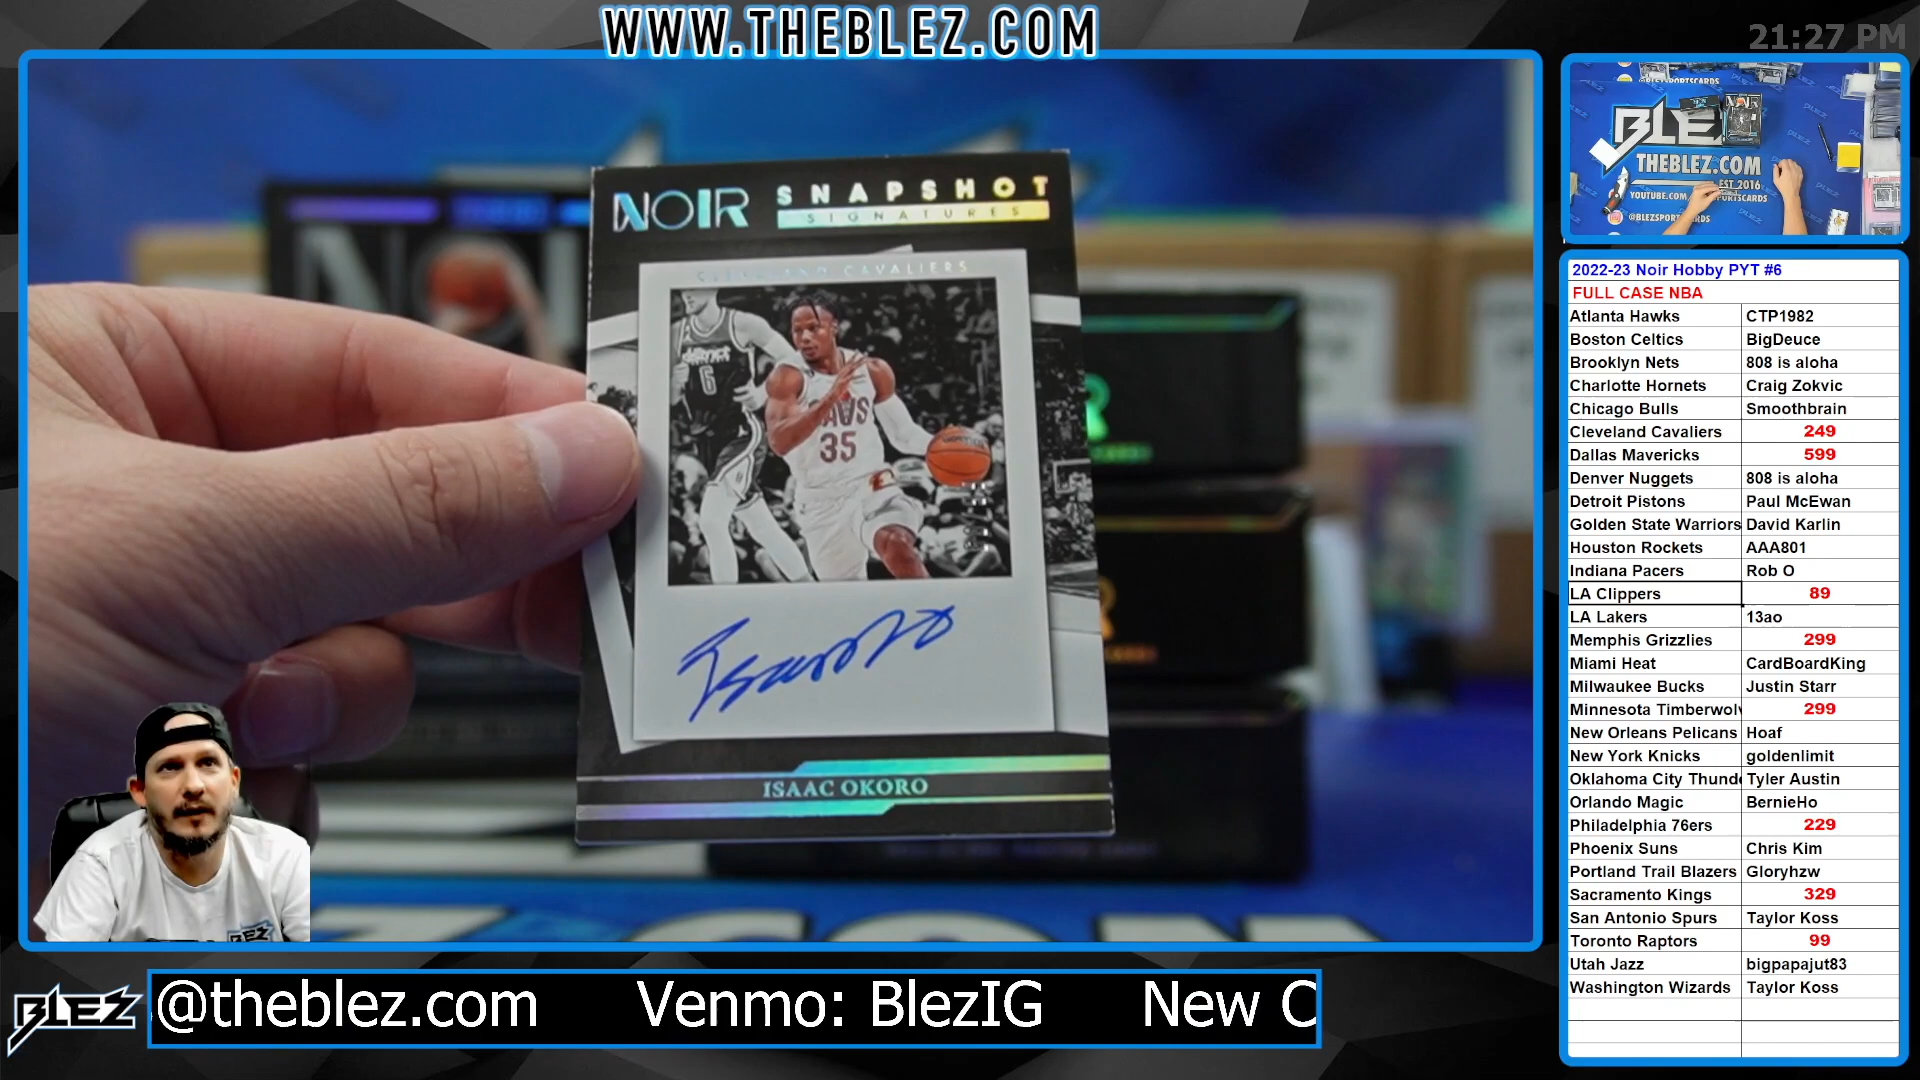 WWW.THEBLEZ.COM
21:27 PM
NOIR SNAPSHOT
SIGNATURES
CLEVELAND CAVALIERS
6
CAVS
35
ISAAC OKORO
BLEZ
THEBLEZ.COM
EST 2016
@BLEZSPORTCARDS
2022-23 Noir Hobby PYT #6
FULL CASE NBA
Atlanta Hawks CTP1982
Boston Celtics BigDeuce
Brooklyn Nets 808 is aloha
Charlotte Hornets Craig Zokvic
Chicago Bulls Smoothbrain
Cleveland Cavaliers 249
Dallas Mavericks 599
Denver Nuggets 808 is aloha
Detroit Pistons Paul McEwan
Golden State Warriors David Karlin
Houston Rockets AAA801
Indiana Pacers Rob O
LA Clippers 89
LA Lakers 13ao
Memphis Grizzlies 299
Miami Heat CardBoardKing
Milwaukee Bucks Justin Starr
Minnesota Timberwolv 299
New Orleans Pelicans Hoaf
New York Knicks goldenlimit
Oklahoma City Thunde Tyler Austin
Orlando Magic BernieHo
Philadelphia 76ers 229
Phoenix Suns Chris Kim
Portland Trail Blazers Gloryhzw
Sacramento Kings 329
San Antonio Spurs Taylor Koss
Toronto Raptors 99
Utah Jazz bigpapajut83
Washington Wizards Taylor Koss
BLEZ
@theblez.com Venmo: BlezIG New C